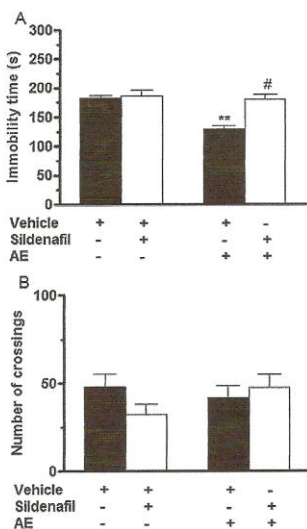 A
Immobility time (s)
300
250
200
150
100
50
0
** #
Vehicle + + + -
Sildenafil - + - +
AE - - + +
B
Number of crossings
100
50
0
Vehicle + + + -
Sildenafil - + - +
AE - - + +